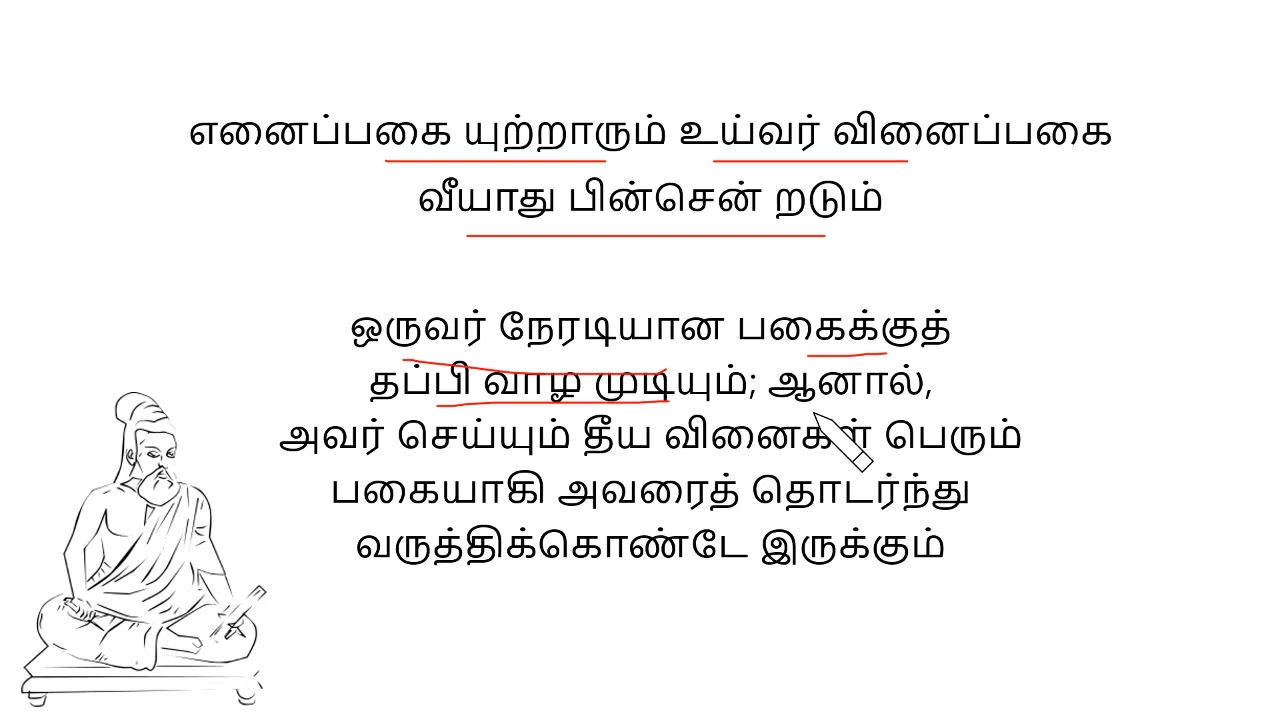 எனைப்பகை யுற்றாரும் உய்வர் வினைப்பகை
வீயாது பின்சென் றடும்
ஒருவர் நேரடியான பகைக்குத்
தப்பி வாழ முடியும்; ஆனால்,
அவர் செய்யும் தீய வினைகள் பெரும்
பகையாகி அவரைத் தொடர்ந்து
வருத்திக்கொண்டே இருக்கும்